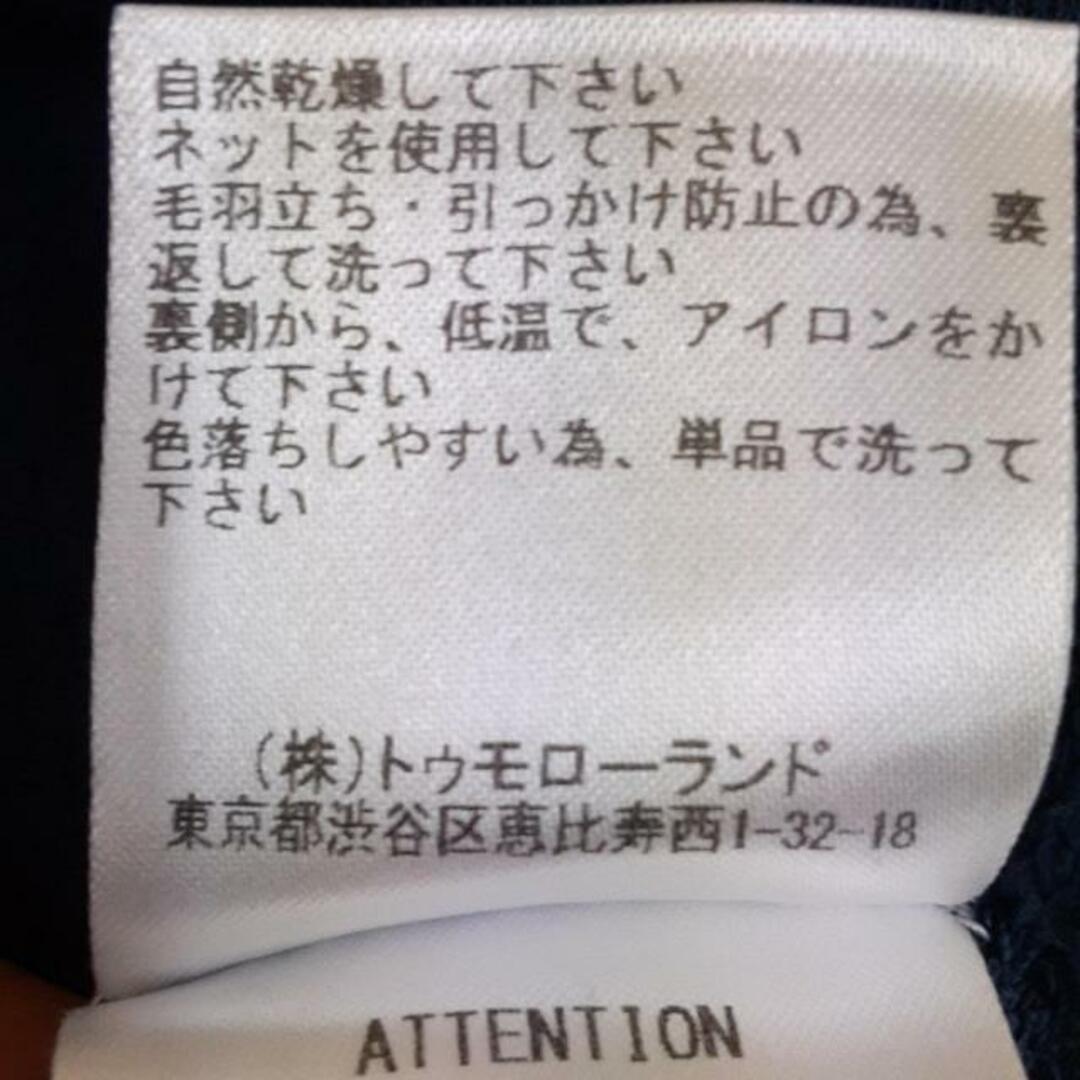 自然乾燥して下さい
ネットを使用して下さい
毛羽立ち・引っかけ防止の為、裏
返して洗って下さい
裏側から、低温で、アイロンをか
けて下さい
色落ちしやすい為、単品で洗って
下さい
(株)トゥモローランド
東京都渋谷区恵比寿西1-32-18
ATTENTION